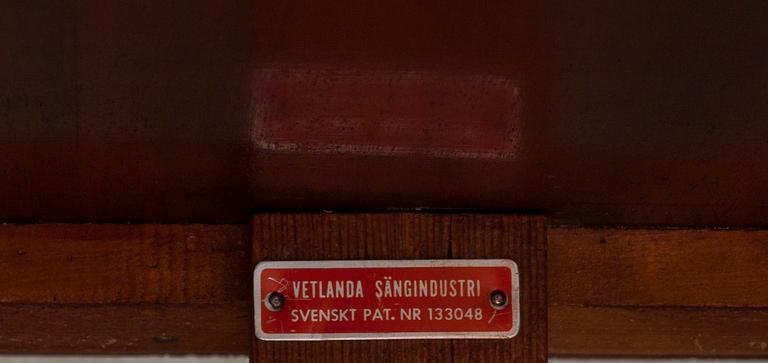 VETLANDA SÄNGINDUSTRI
SVENSKT PAT. NR 133048